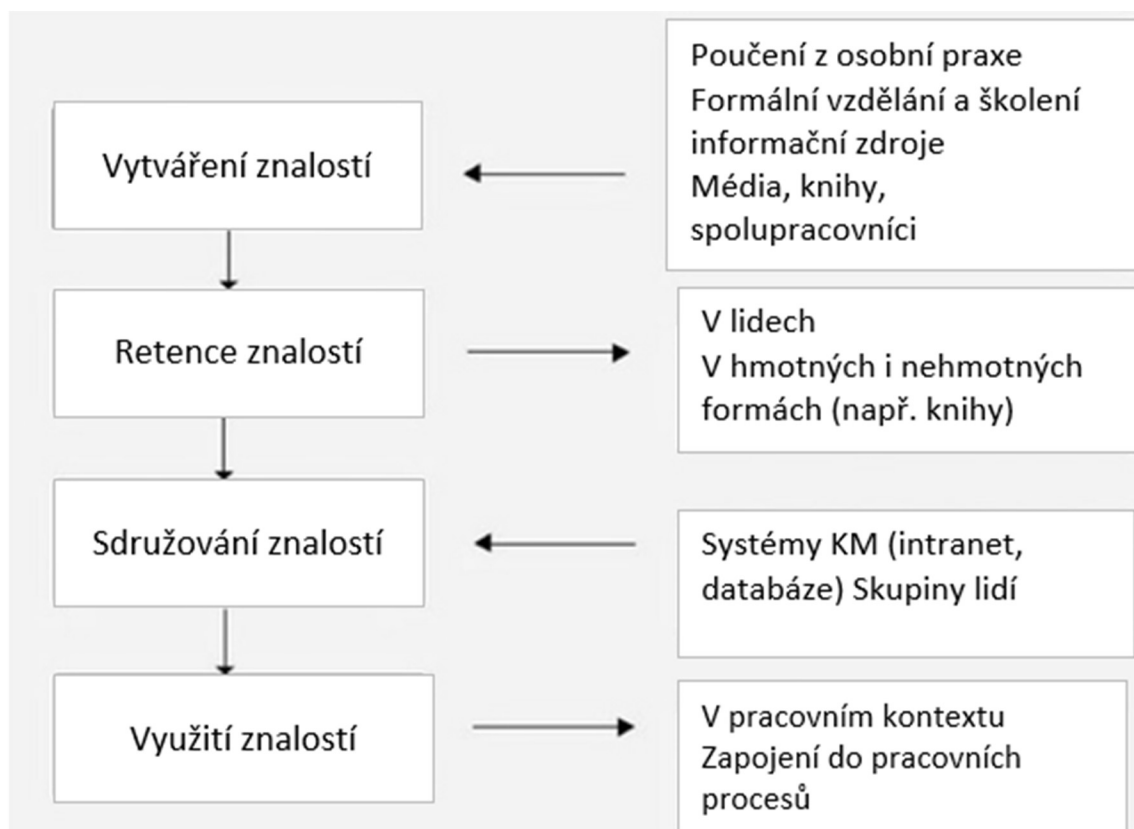 Vytváření znalostí
Poučení z osobní praxe
Formální vzdělání a školení
informační zdroje
Média, knihy,
spolupracovníci
Retence znalostí
V lidech
V hmotných i nehmotných
formách (např. knihy)
Sdružování znalostí
Systémy KM (intranet,
databáze) Skupiny lidí
Využití znalostí
V pracovním kontextu
Zapojení do pracovních
procesů